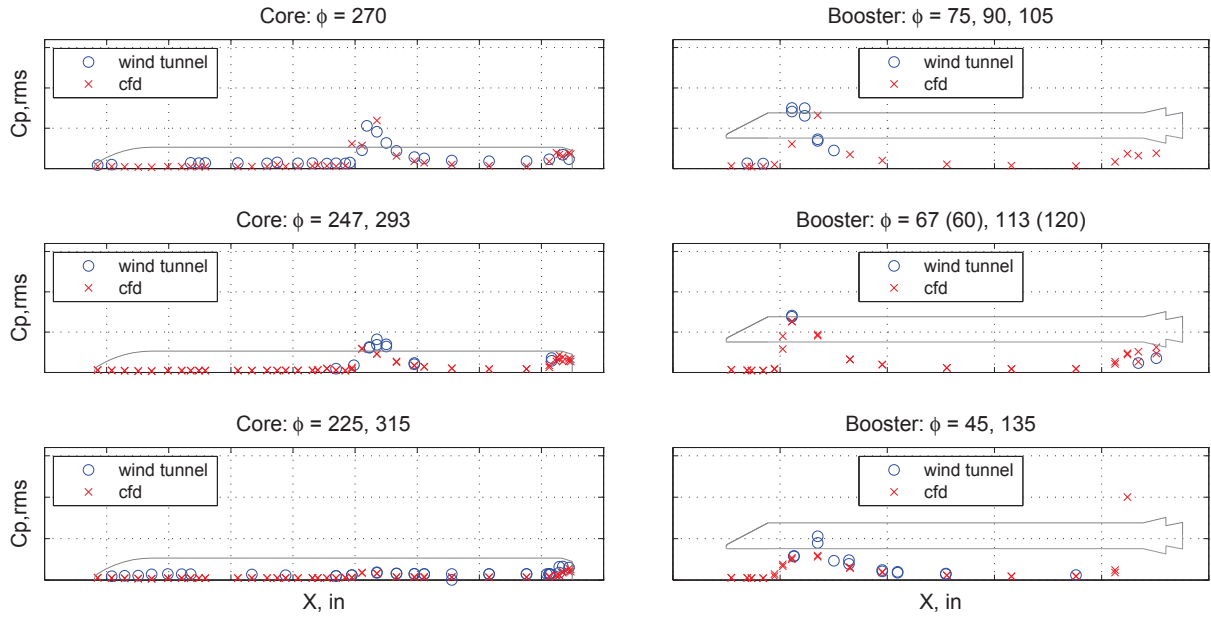 Core: ϕ = 270
wind tunnel
cfd
Cp,rms
Booster: ϕ = 75, 90, 105
wind tunnel
cfd
Core: ϕ = 247, 293
wind tunnel
cfd
Cp,rms
Booster: ϕ = 67 (60), 113 (120)
wind tunnel
cfd
Core: ϕ = 225, 315
wind tunnel
cfd
Cp,rms
X, in
Booster: ϕ = 45, 135
wind tunnel
cfd
X, in